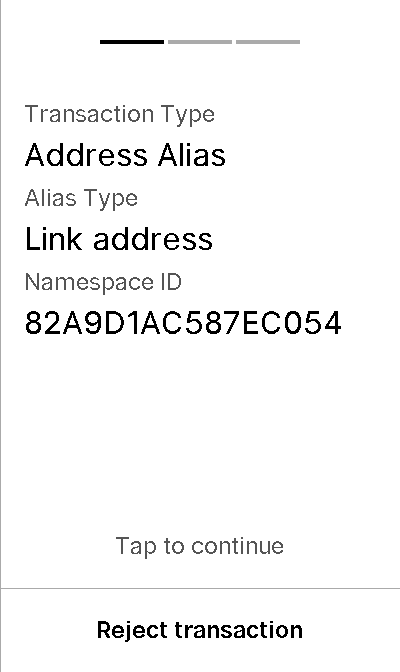 Transaction Type
Address Alias
Alias Type
Link address
Namespace ID
82A9D1AC587EC054
Tap to continue
Reject transaction